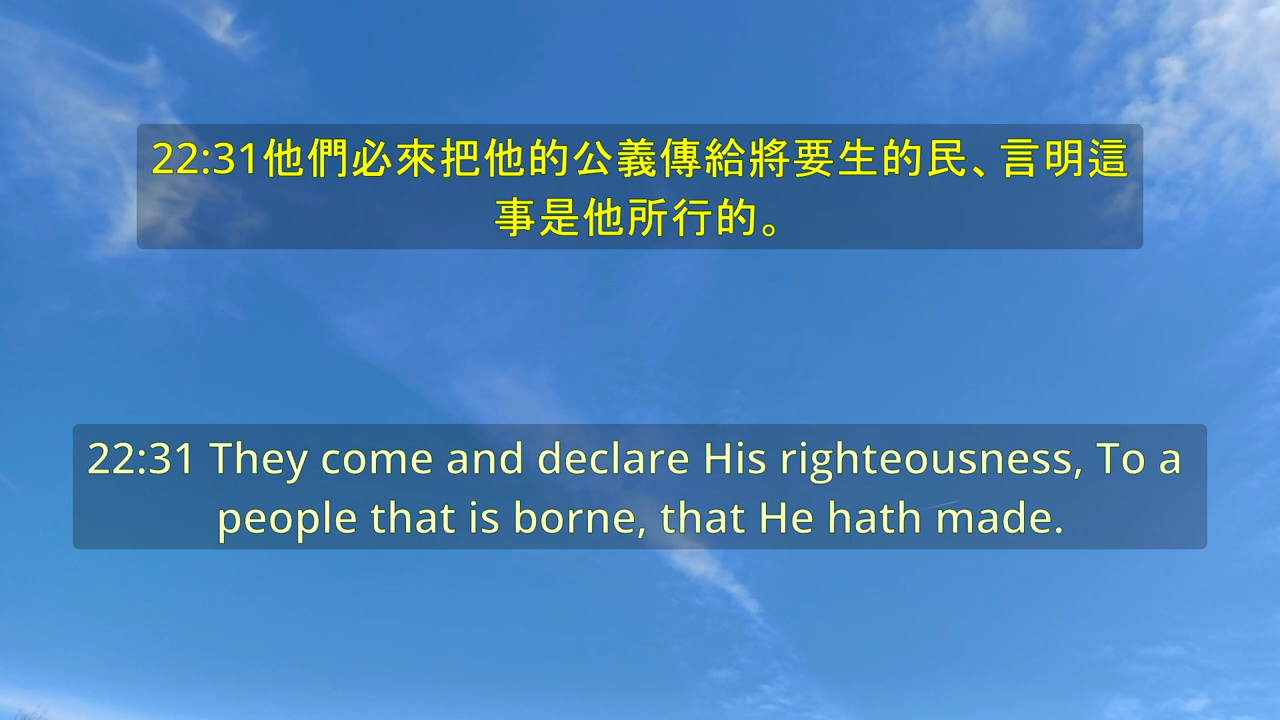 22:31他們必來把他的公義傳給將要生的民、言明這
事是他所行的。
22:31 They come and declare His righteousness, To a
people that is borne, that He hath made.